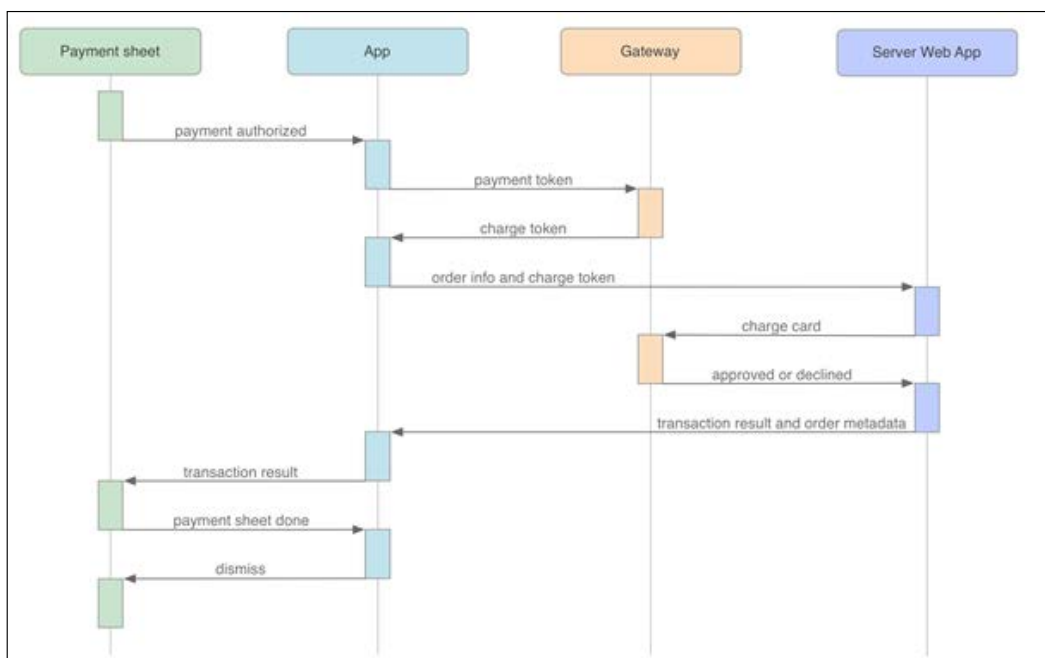 Payment sheet
App
Gateway
Server Web App
payment authorized
payment token
charge token
order info and charge token
charge card
approved or declined
transaction result and order metadata
transaction result
payment sheet done
dismiss